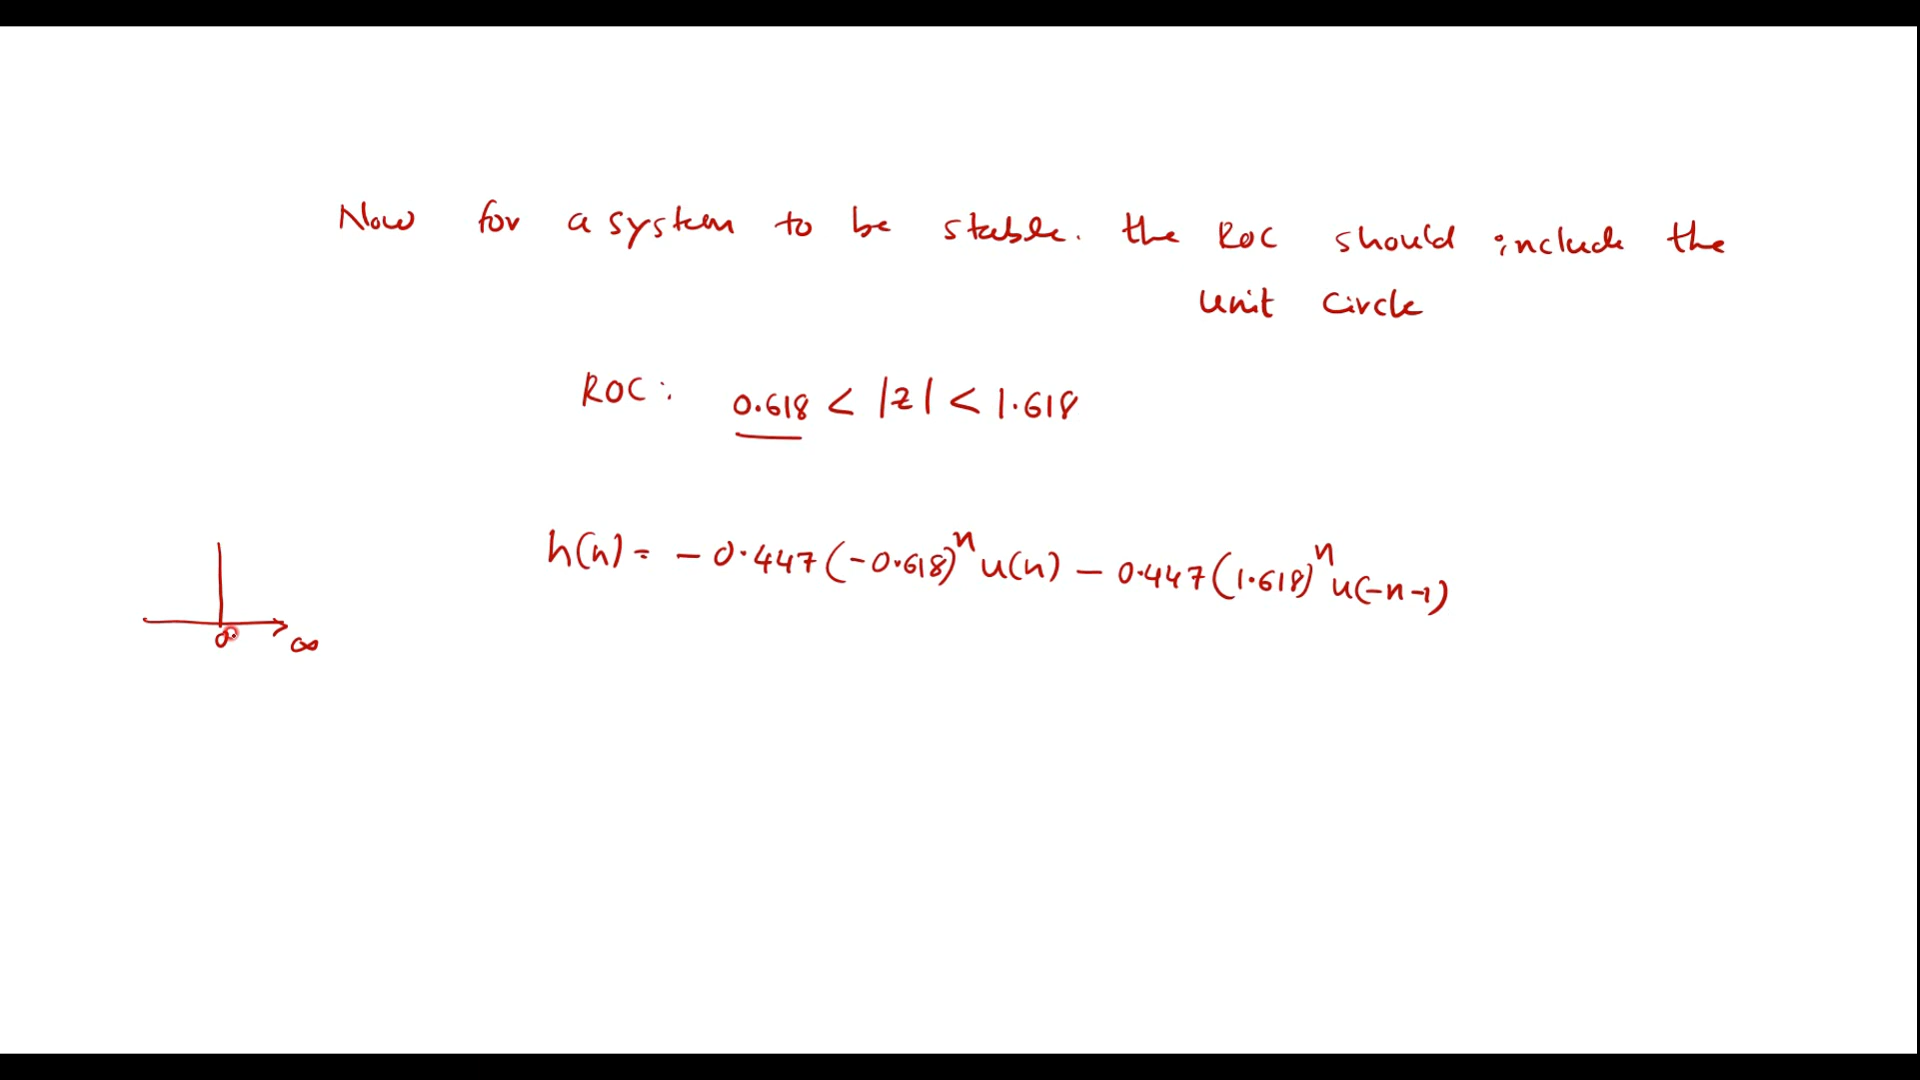 Now for a system to be stable. the ROC should include the
unit circle
ROC: 0.618 < |z| < 1.618
h(n) = - 0.447(-0.618)^n u(n) - 0.447(1.618)^n u(-n-1)
0 ∞